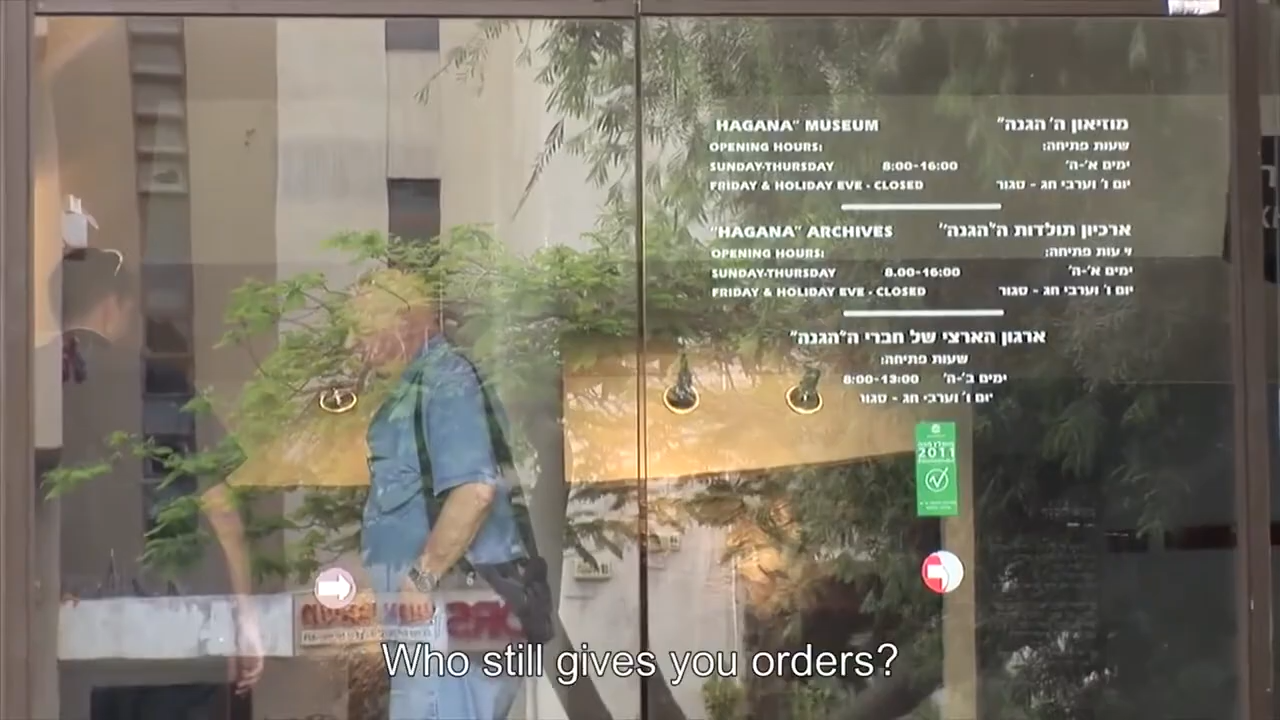 HAGANA" MUSEUM מוזיאון ה'הגנה"
OPENING HOURS: שעות פתיחה:
SUNDAY-THURSDAY 8:00-16:00 ימים א'-ה'
FRIDAY & HOLIDAY EVE - CLOSED יום ו' וערבי חג - סגור
"HAGANA" ARCHIVES ארכיון תולדות ה"הגנה"
OPENING HOURS: עות פתיחה:
SUNDAY-THURSDAY 8.00-16:00 ימים א'-ה'
FRIDAY & HOLIDAY EVE - CLOSED יום ו' וערבי חג - סגור
ארגון הארצי של חברי ה"הגנה"
שעות פתיחה:
ימים ב'-ה' 8:00-13:00
יום ו' וערבי חג - סגור
2011
Who still gives you orders?